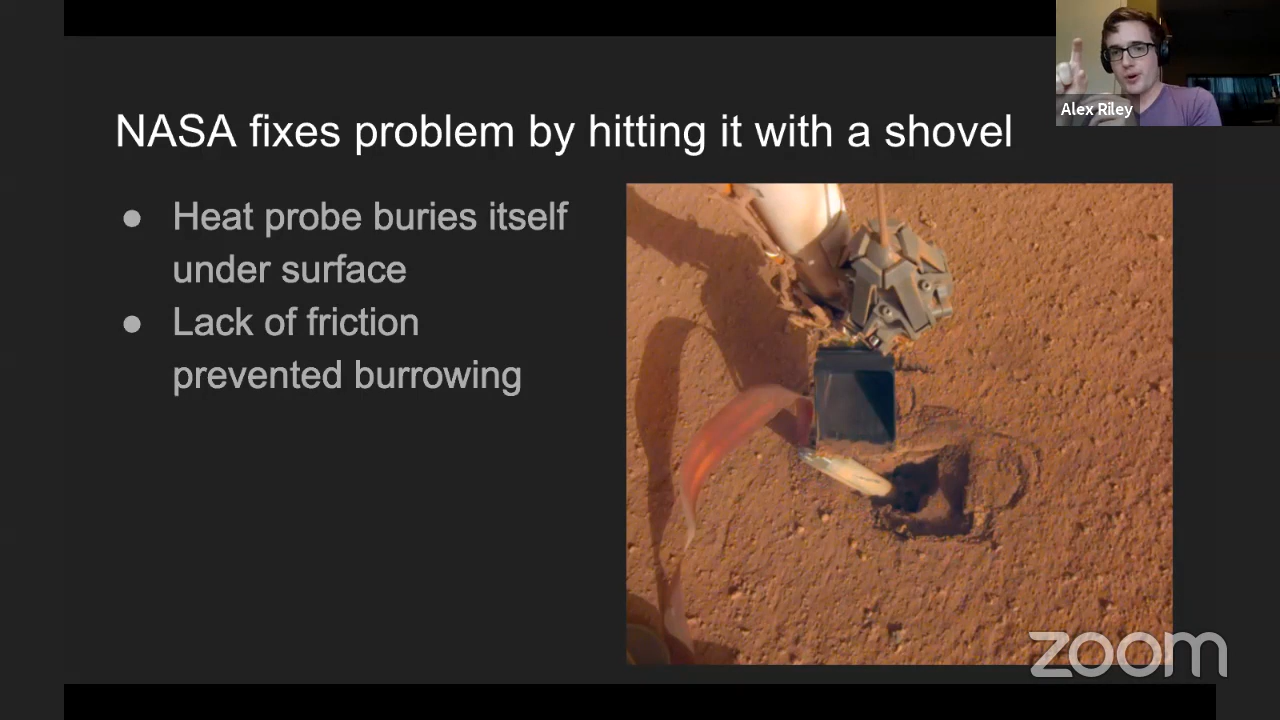 Alex Riley
NASA fixes problem by hitting it with a shovel
● Heat probe buries itself
under surface
● Lack of friction
prevented burrowing
zoom